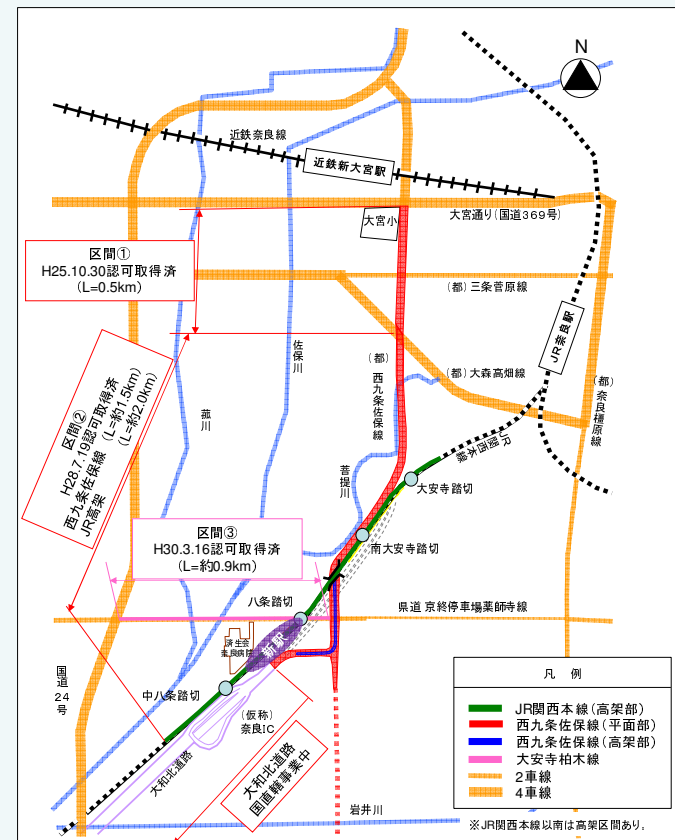 N
近鉄奈良線
近鉄新大宮駅
大宮小
大宮通り(国道369号)
区間①
H25.10.30認可取得済
(L=0.5km)
(都)三条菅原線
JR奈良駅
佐保川
菰川
(都)西九条佐保線
(都)大森高畑線
(都)奈良橿原線
区間②
H28.7.19認可取得済
西九条佐保線 (L=約1.5km)
JR高架 (L=約2.0km)
JR関西本線
菩提川
大安寺踏切
区間③
H30.3.16認可取得済
(L=約0.9km)
南大安寺踏切
八条踏切
県道 京終停車場薬師寺線
済生会
奈良病院
新駅
国道24号
中八条踏切
(仮称)
奈良IC
大和北道路
大和北道路
国直轄事業中
岩井川
凡 例
JR関西本線(高架部)
西九条佐保線(平面部)
西九条佐保線(高架部)
大安寺柏木線
2車線
4車線
※JR関西本線以南は高架区間あり。